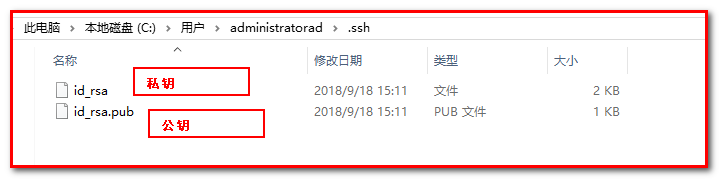 此电脑 > 本地磁盘 (C:) > 用户 > administratorad > .ssh
名称 修改日期 类型 大小
id_rsa 私钥 2018/9/18 15:11 文件 2 KB
id_rsa.pub 公钥 2018/9/18 15:11 PUB 文件 1 KB